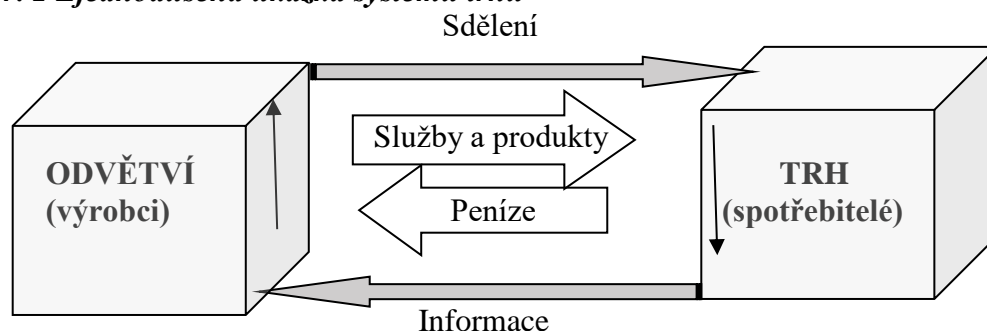 Sdělení
Služby a produkty
ODVĚTVÍ
(výrobci)
TRH
(spotřebitelé)
Peníze
Informace